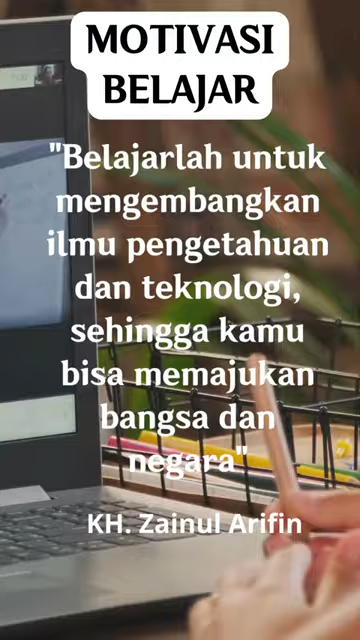 MOTIVASI
BELAJAR
"Belajarlah untuk
mengembangkan
ilmu pengetahuan
dan teknologi,
sehingga kamu
bisa memajukan
bangsa dan
negara"
KH. Zainul Arifin